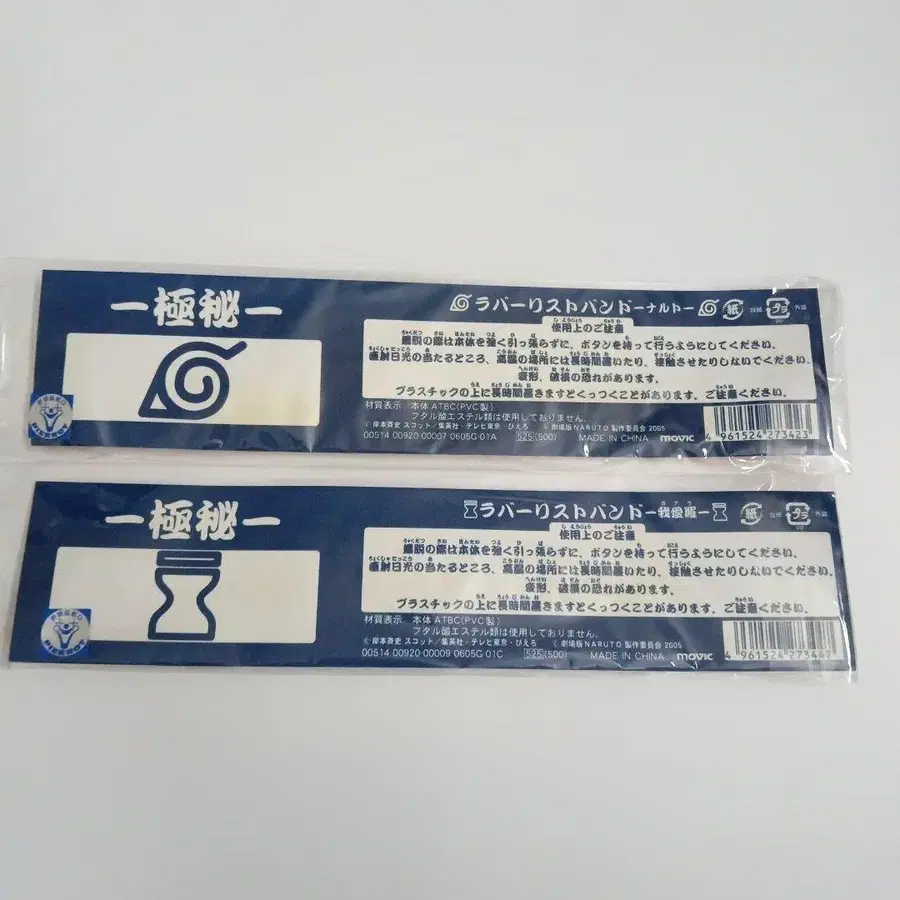 ー極秘ー
ラバーリストバンドーナルトー
紙
プラ
外装
使用上のご注意
着脱の際は本体を強く引っ張らずに、ボタンを持って行うようにしてください。
直射日光の当たるところ、高温の場所には長時間置いたり、接触させたりしないでください。
変形、破損の恐れがあります。
プラスチックの上に長時間置きますとくっつくことがあります。ご注意ください。
材質表示 本体 ATBC(PVC製)
フタル酸エステル類は使用しておりません。
© 岸本斉史 スコット/集英社・テレビ東京・ぴえろ © 劇場版NARUTO製作委員会 2005
00514 00920 00007 0605G 01A 525(500) MADE IN CHINA movic
4 961524 273423
ー極秘ー
ラバーリストバンドー我愛羅ー
紙
プラ
外装
使用上のご注意
着脱の際は本体を強く引っ張らずに、ボタンを持って行うようにしてください。
直射日光の当たるところ、高温の場所には長時間置いたり、接触させたりしないでください。
変形、破損の恐れがあります。
プラスチックの上に長時間置きますとくっつくことがあります。ご注意ください。
材質表示 本体 ATBC(PVC製)
フタル酸エステル類は使用しておりません。
© 岸本斉史 スコット/集英社・テレビ東京・ぴえろ © 劇場版NARUTO製作委員会 2005
00514 00920 00009 0605G 01C 525(500) MADE IN CHINA movic
4 961524 273447